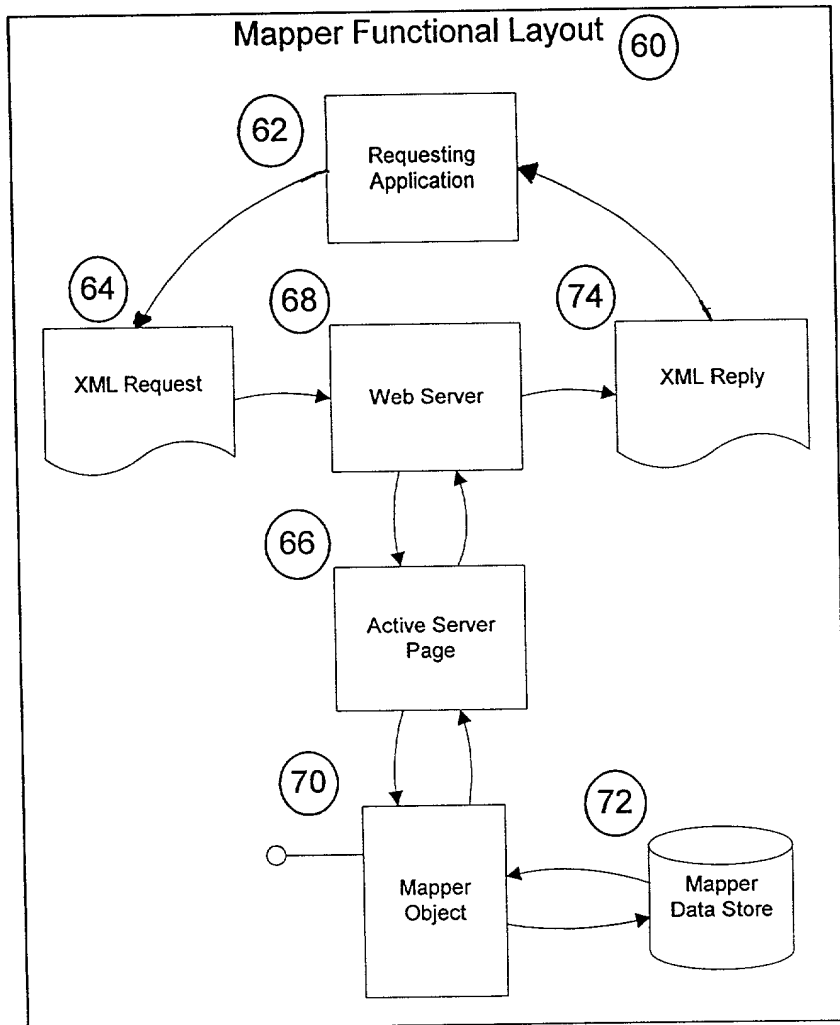 Mapper Functional Layout
60
62
Requesting
Application
64
68
74
XML Request
Web Server
XML Reply
66
Active Server
Page
70
72
Mapper
Object
Mapper
Data Store